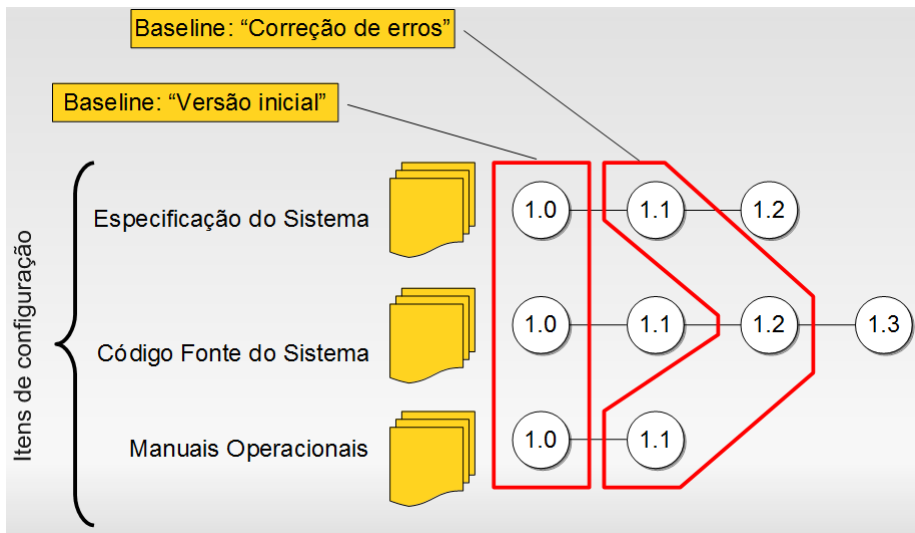 Baseline: “Correção de erros”
Baseline: “Versão inicial”
Itens de configuração
Especificação do Sistema
1.0
1.1
1.2
Código Fonte do Sistema
1.0
1.1
1.2
1.3
Manuais Operacionais
1.0
1.1